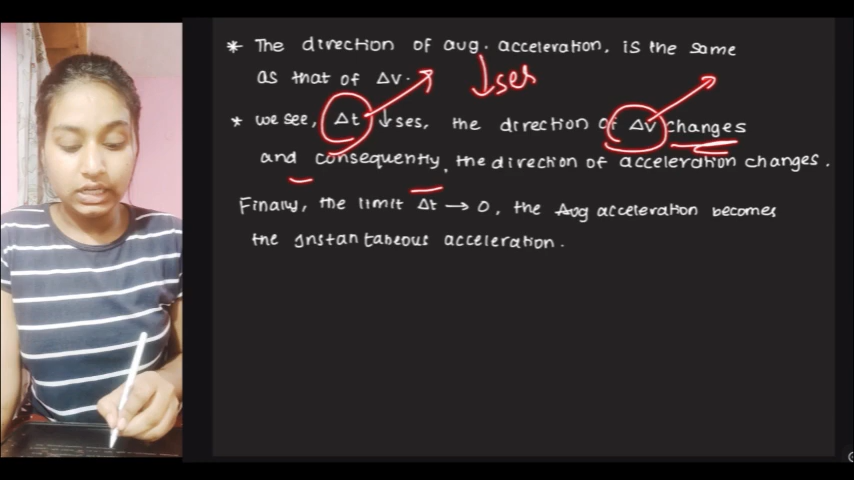 * The direction of avg. acceleration, is the same
as that of Δv.
↓ses
* we see, Δt ↓ses, the direction of Δv changes
and consequently, the direction of acceleration changes.
Finally, the limit Δt → 0, the Avg acceleration becomes
the instantaneous acceleration.